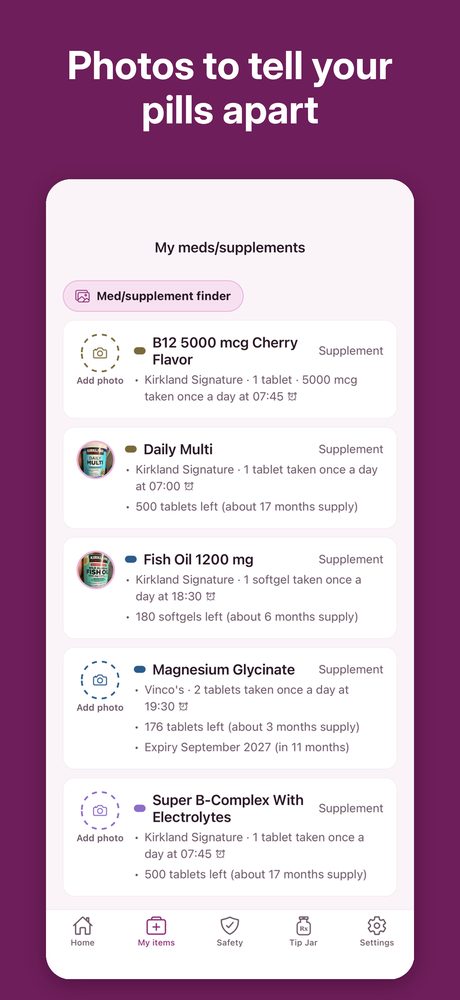 Photos to tell your
pills apart
My meds/supplements
Med/supplement finder
Add photo
B12 5000 mcg Cherry
Flavor
Supplement
• Kirkland Signature · 1 tablet · 5000 mcg
taken once a day at 07:45
KIRKLAND
DAILY
MULTI
Daily Multi
Supplement
• Kirkland Signature · 1 tablet taken once a day
at 07:00
• 500 tablets left (about 17 months supply)
FISH OIL
Fish Oil 1200 mg
Supplement
• Kirkland Signature · 1 softgel taken once a
day at 18:30
• 180 softgels left (about 6 months supply)
Add photo
Magnesium Glycinate
Supplement
• Vinco's · 2 tablets taken once a day at
19:30
• 176 tablets left (about 3 months supply)
• Expiry September 2027 (in 11 months)
Add photo
Super B-Complex With
Electrolytes
Supplement
• Kirkland Signature · 1 tablet taken once a
day at 07:45
• 500 tablets left (about 17 months supply)
Home
My items
Safety
Rx
Tip Jar
Settings